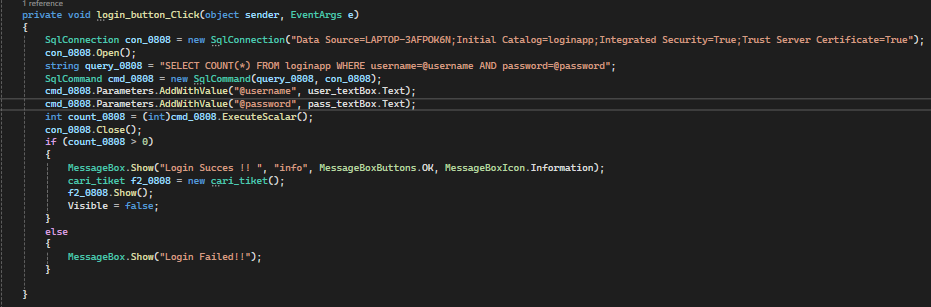 1 reference
private void login_button_Click(object sender, EventArgs e)
{
SqlConnection con_0808 = new SqlConnection("Data Source=LAPTOP-3AFPOK6N;Initial Catalog=loginapp;Integrated Security=True;Trust Server Certificate=True");
con_0808.Open();
string query_0808 = "SELECT COUNT(*) FROM loginapp WHERE username=@username AND password=@password";
SqlCommand cmd_0808 = new SqlCommand(query_0808, con_0808);
cmd_0808.Parameters.AddWithValue("@username", user_textBox.Text);
cmd_0808.Parameters.AddWithValue("@password", pass_textBox.Text);
int count_0808 = (int)cmd_0808.ExecuteScalar();
con_0808.Close();
if (count_0808 > 0)
{
MessageBox.Show("Login Succes !! ", "info", MessageBoxButtons.OK, MessageBoxIcon.Information);
cari_tiket f2_0808 = new cari_tiket();
f2_0808.Show();
Visible = false;
}
else
{
MessageBox.Show("Login Failed!!");
}
}